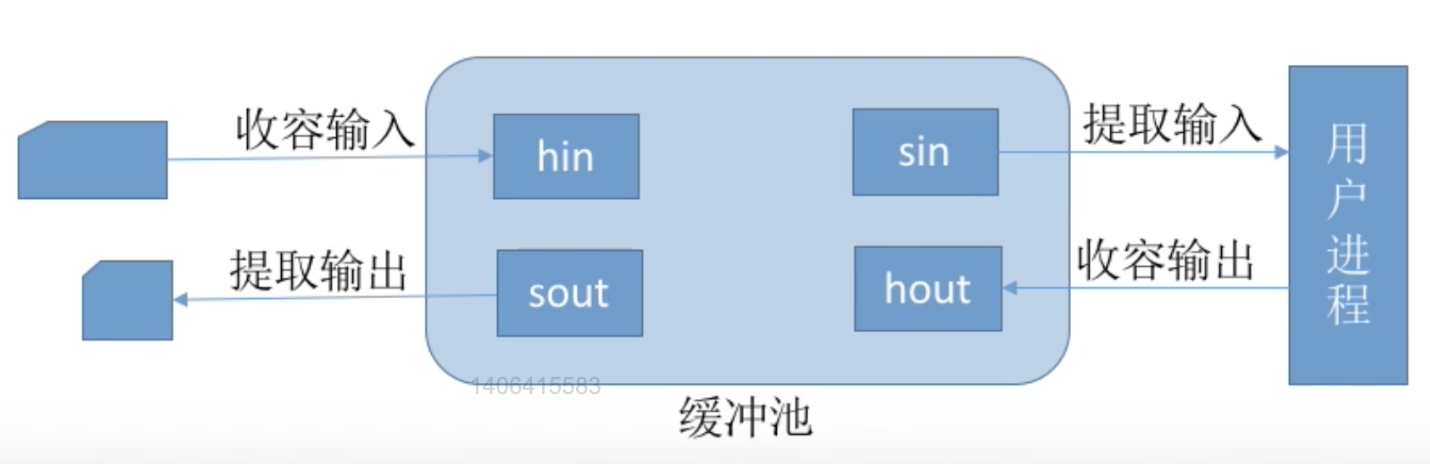 收容输入
hin
sin
提取输入
用户进程
提取输出
sout
hout
收容输出
1406415583
缓冲池